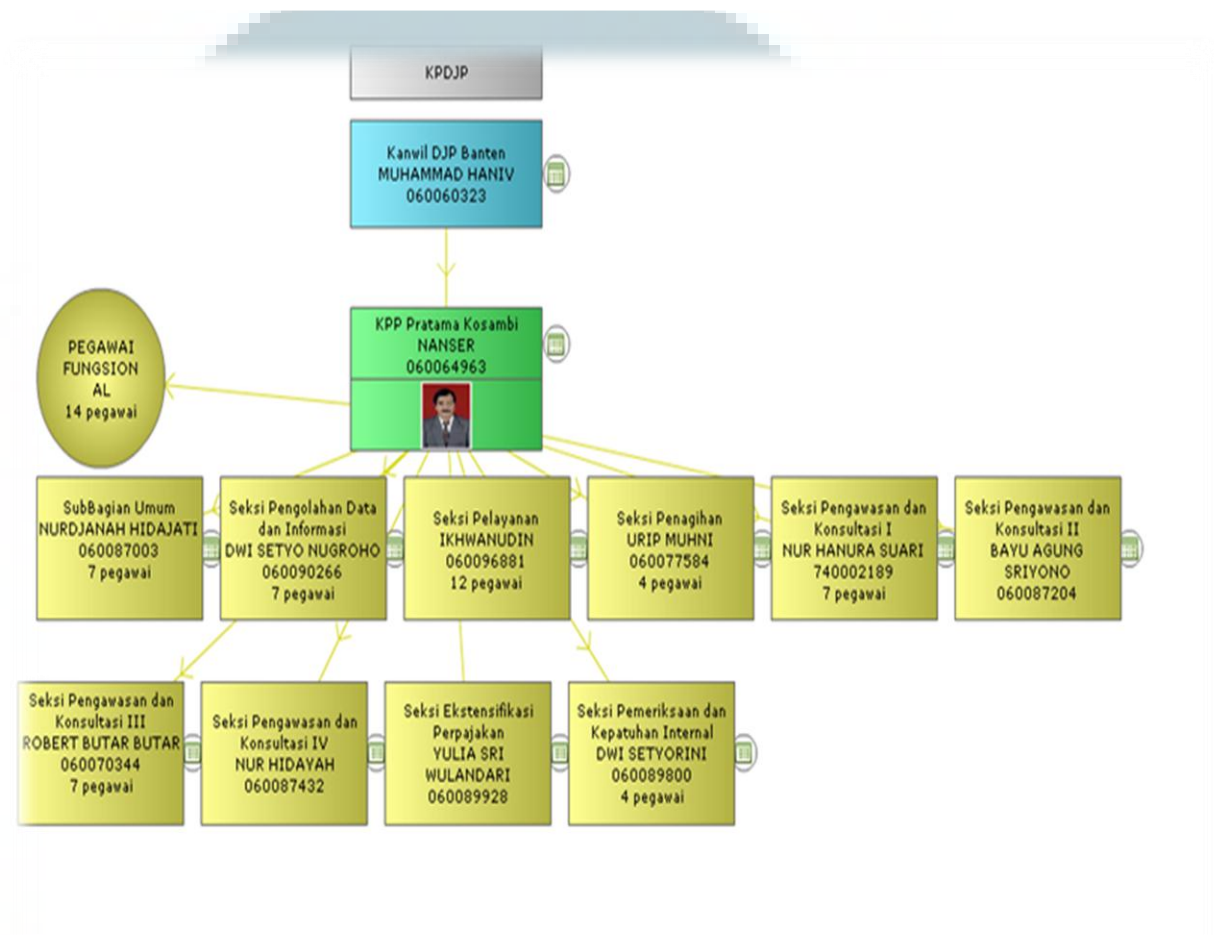 KPDJP
Kanwil DJP Banten
MUHAMMAD HANIV
060060323
KPP Pratama Kosambi
NANSER
060064963
PEGAWAI
FUNGSION
AL
14 pegawai
SubBagian Umum
NURDJANAH HIDAJATI
060087003
7 pegawai
Seksi Pengolahan Data
dan Informasi
DWI SETYO NUGROHO
060090266
7 pegawai
Seksi Pelayanan
IKHWANUDIN
060096881
12 pegawai
Seksi Penagihan
URIP MUHNI
060077584
4 pegawai
Seksi Pengawasan dan
Konsultasi I
NUR HANURA SUARI
740002189
7 pegawai
Seksi Pengawasan dan
Konsultasi II
BAYU AGUNG
SRIYONO
060087204
Seksi Pengawasan dan
Konsultasi III
ROBERT BUTAR BUTAR
060070344
7 pegawai
Seksi Pengawasan dan
Konsultasi IV
NUR HIDAYAH
060087432
Seksi Ekstensifikasi
Perpajakan
YULIA SRI
WULANDARI
060089928
Seksi Pemeriksaan dan
Kepatuhan Internal
DWI SETYORINI
060089800
4 pegawai